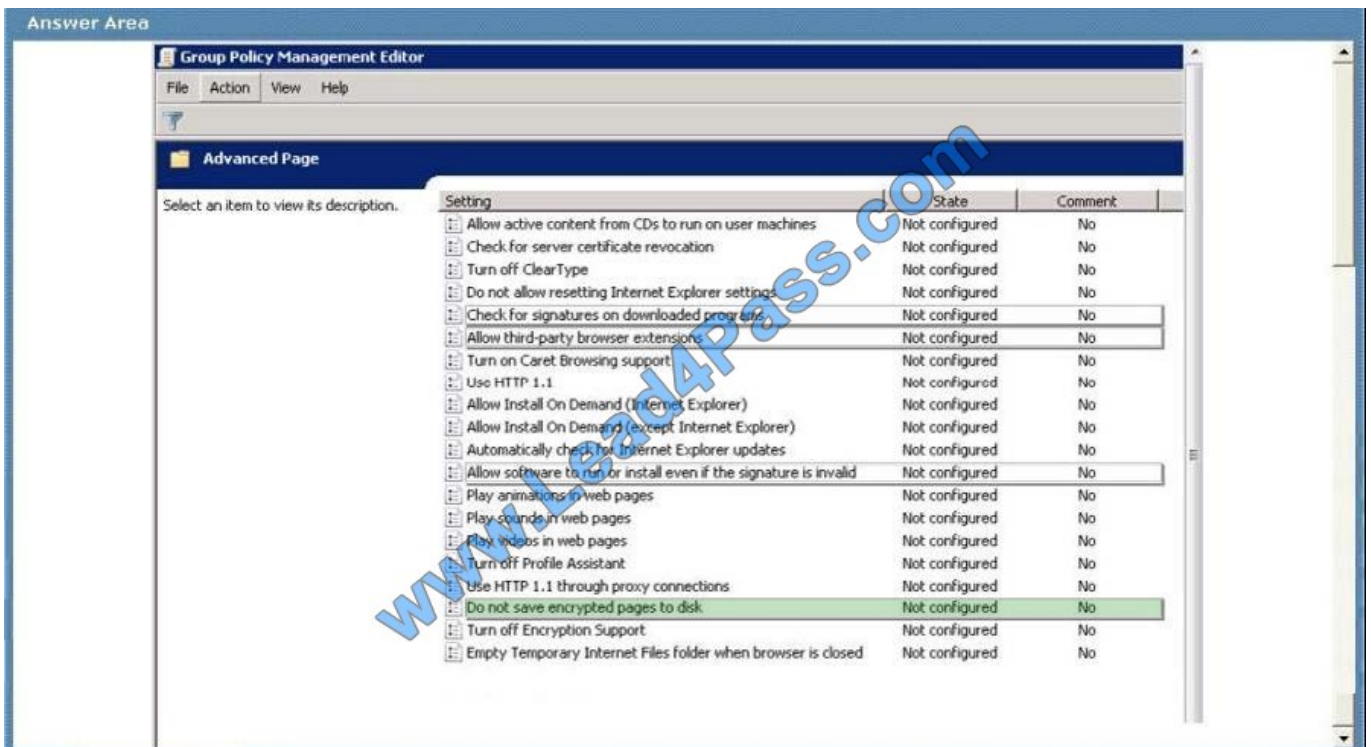 Answer Area
Group Policy Management Editor
File Action View Help
Advanced Page
Select an item to view its description.
Setting State Comment
Allow active content from CDs to run on user machines Not configured No
Check for server certificate revocation Not configured No
Turn off ClearType Not configured No
Do not allow resetting Internet Explorer settings Not configured No
Check for signatures on downloaded programs Not configured No
Allow third-party browser extensions Not configured No
Turn on Caret Browsing support Not configured No
Use HTTP 1.1 Not configured No
Allow Install On Demand (Internet Explorer) Not configured No
Allow Install On Demand (except Internet Explorer) Not configured No
Automatically check for Internet Explorer updates Not configured No
Allow software to run or install even if the signature is invalid Not configured No
Play animations in web pages Not configured No
Play sounds in web pages Not configured No
Play videos in web pages Not configured No
Turn off Profile Assistant Not configured No
Use HTTP 1.1 through proxy connections Not configured No
Do not save encrypted pages to disk Not configured No
Turn off Encryption Support Not configured No
Empty Temporary Internet Files folder when browser is closed Not configured No
www.Lead4Pass.com